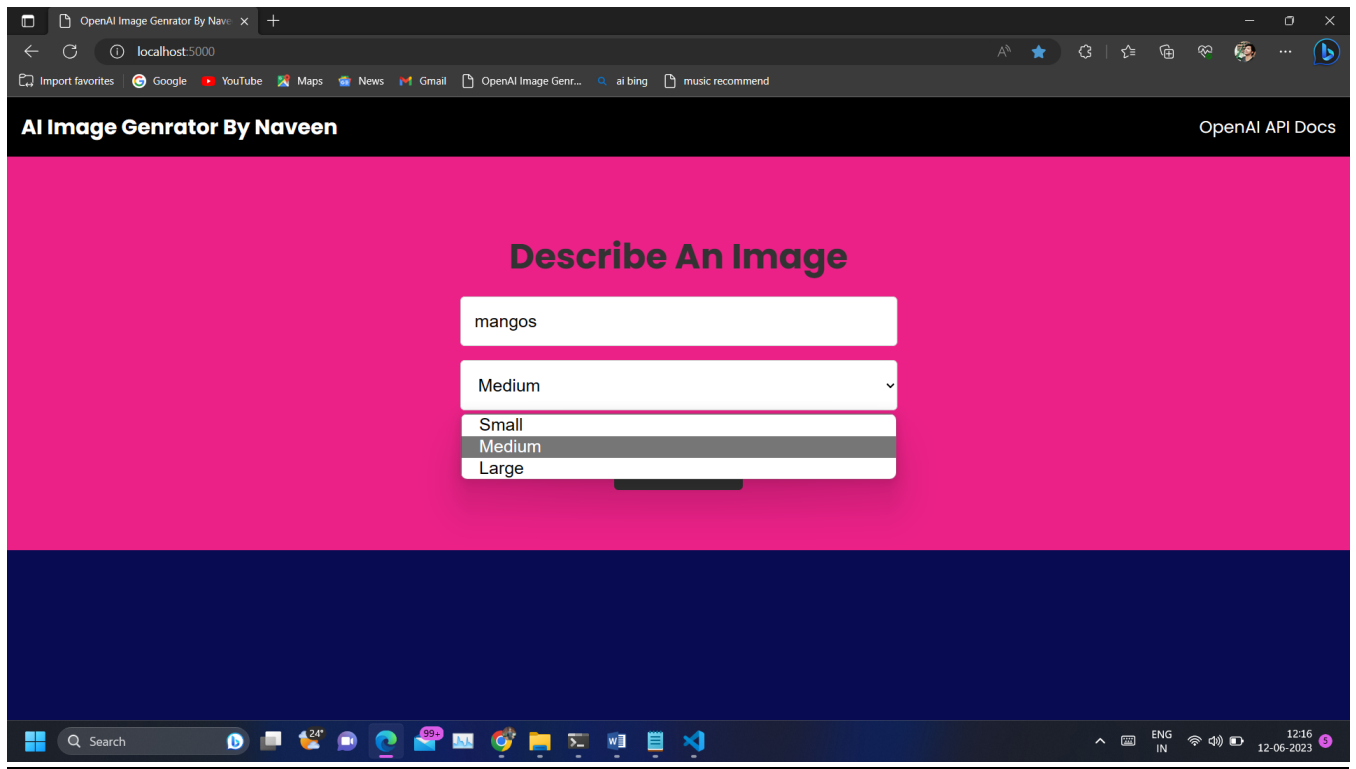 OpenAI Image Genrator By Nave
localhost:5000
Import favorites Google YouTube Maps News Gmail OpenAI Image Genr... ai bing music recommend
AI Image Genrator By Naveen OpenAI API Docs
Describe An Image
mangos
Medium
Small
Medium
Large
Search 24° 99+ ENG 12:16 5
IN 12-06-2023